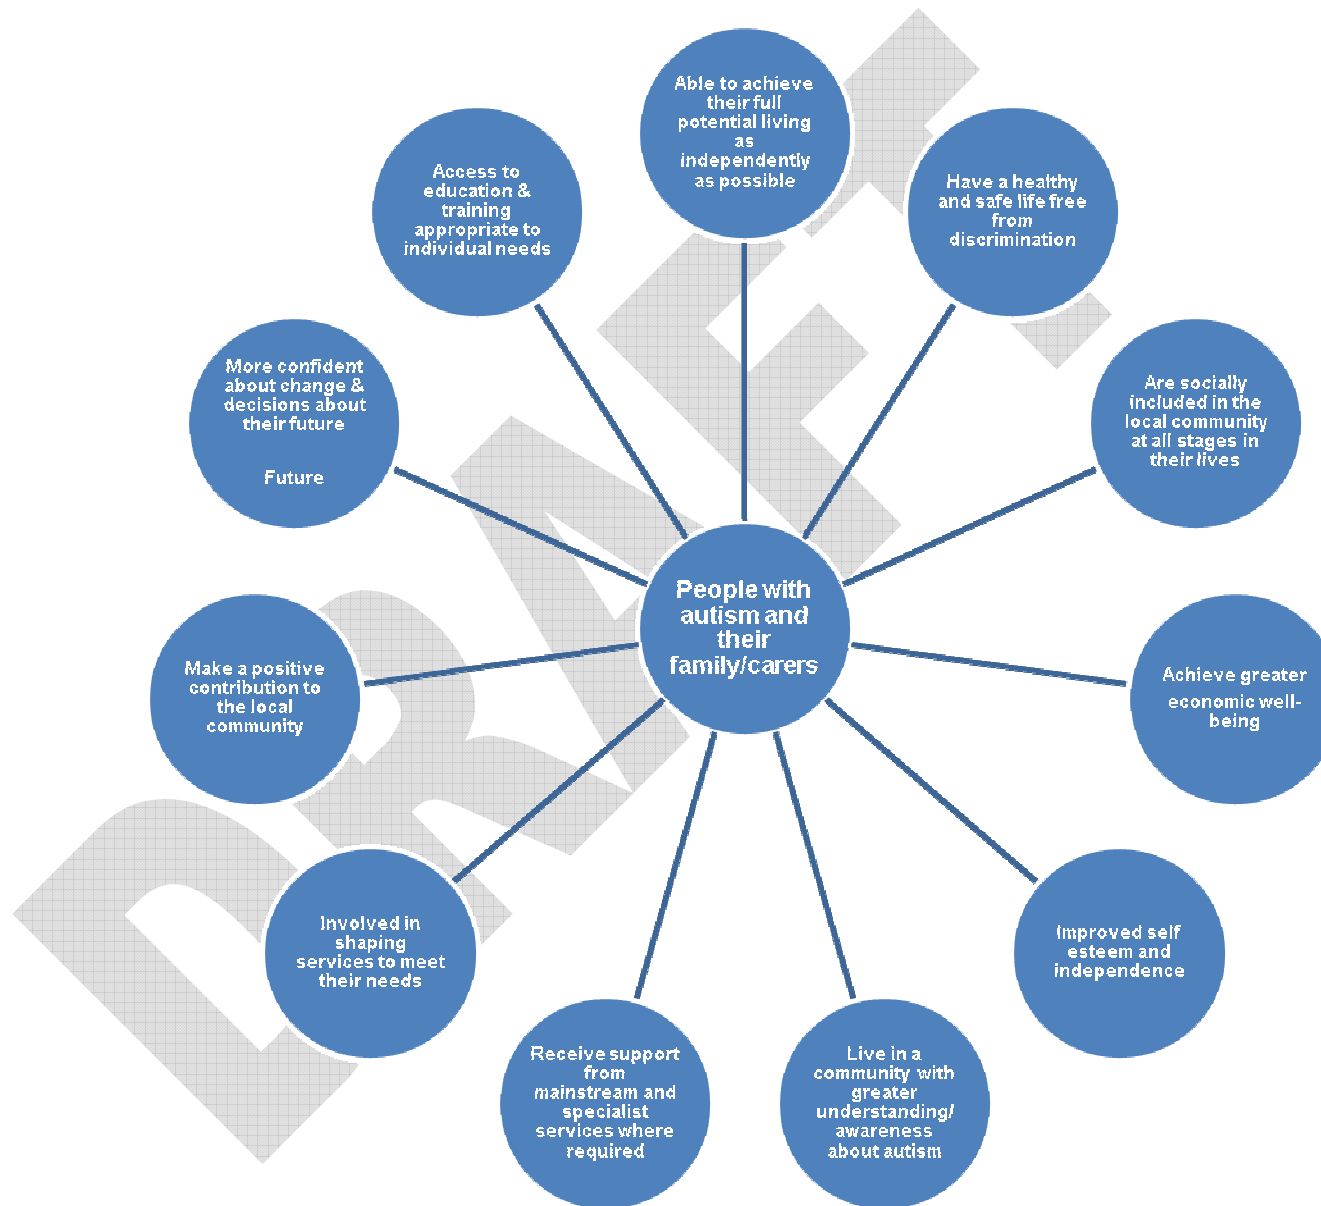 Able to achieve
their full
potential living
as
independently
as possible
Have a healthy
and safe life free
from
discrimination
Are socially
included in the
local community
at all stages in
their lives
Achieve greater
economic well-
being
Improved self
esteem and
independence
Live in a
community with
greater
understanding/
awareness
about autism
Receive support
from
mainstream and
specialist
services where
required
Involved in
shaping
services to meet
their needs
Make a positive
contribution to
the local
community
More confident
about change &
decisions about
their future
Future
Access to
education &
training
appropriate to
individual needs
People with
autism and
their
family/carers
DRAFT